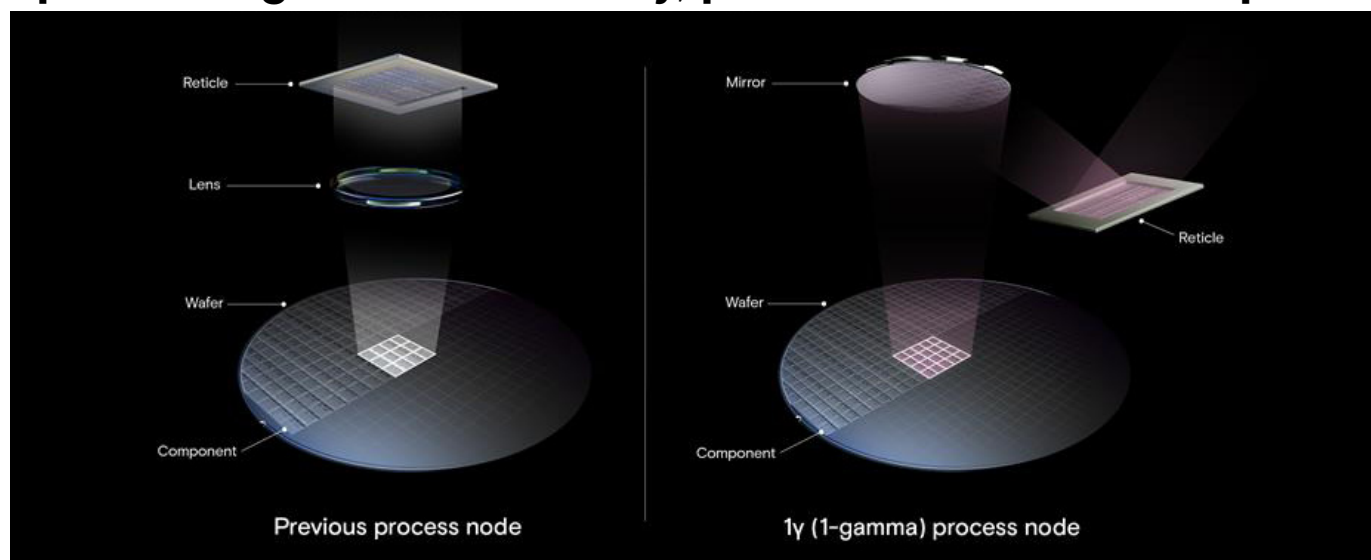 Reticle
Lens
Wafer
Component
Previous process node
Mirror
Reticle
Wafer
Component
1γ (1-gamma) process node